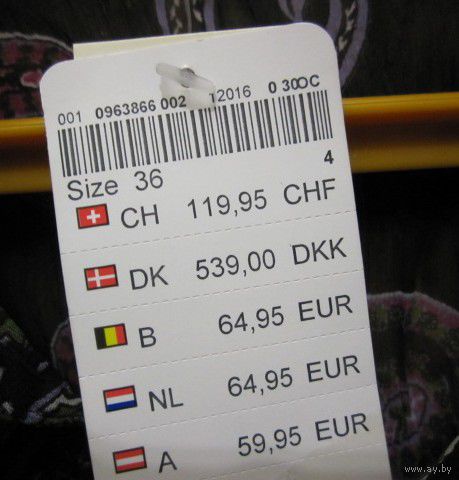 001 0963866 002 12016 0 300C
4
Size 36
CH 119,95 CHF
DK 539,00 DKK
B 64,95 EUR
NL 64,95 EUR
A 59,95 EUR
www.ay.by